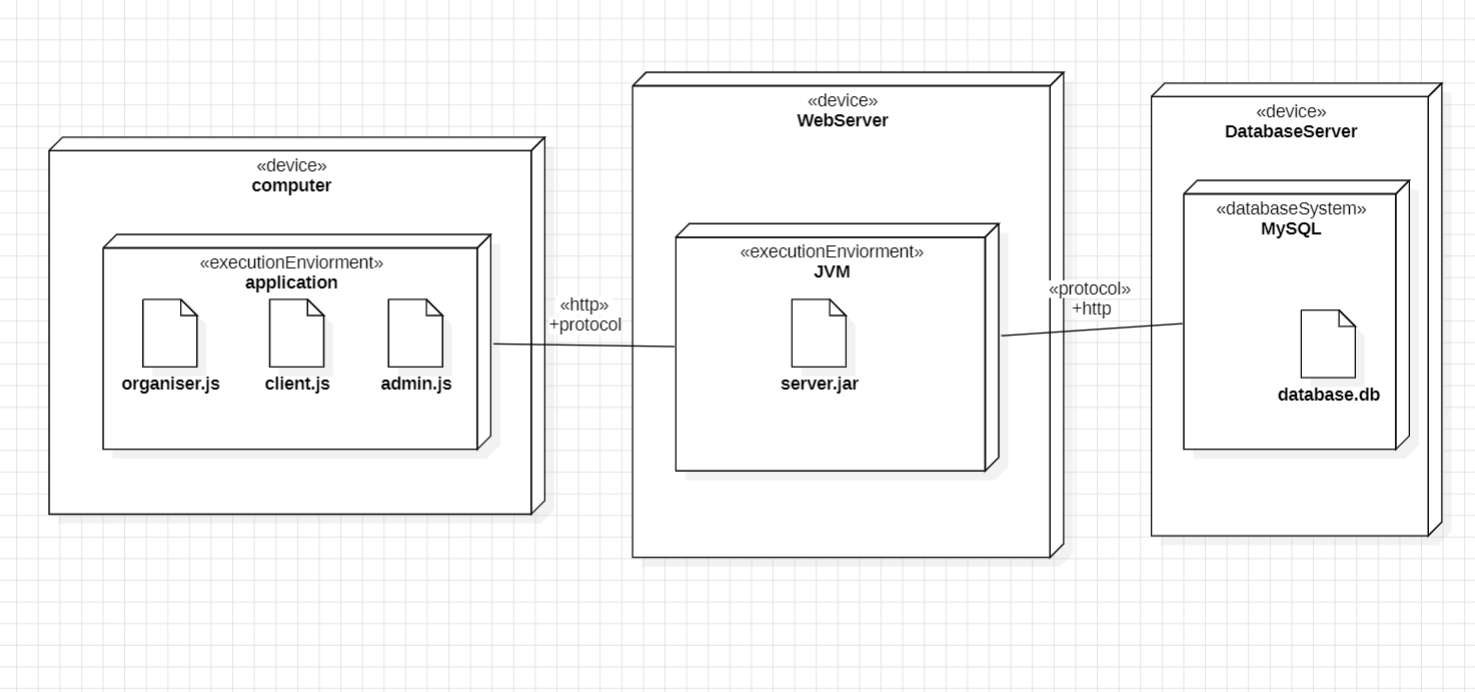 «device»
computer
«executionEnviorment»
application
organiser.js
client.js
admin.js
«http»
+protocol
«device»
WebServer
«executionEnviorment»
JVM
server.jar
«protocol»
+http
«device»
DatabaseServer
«databaseSystem»
MySQL
database.db